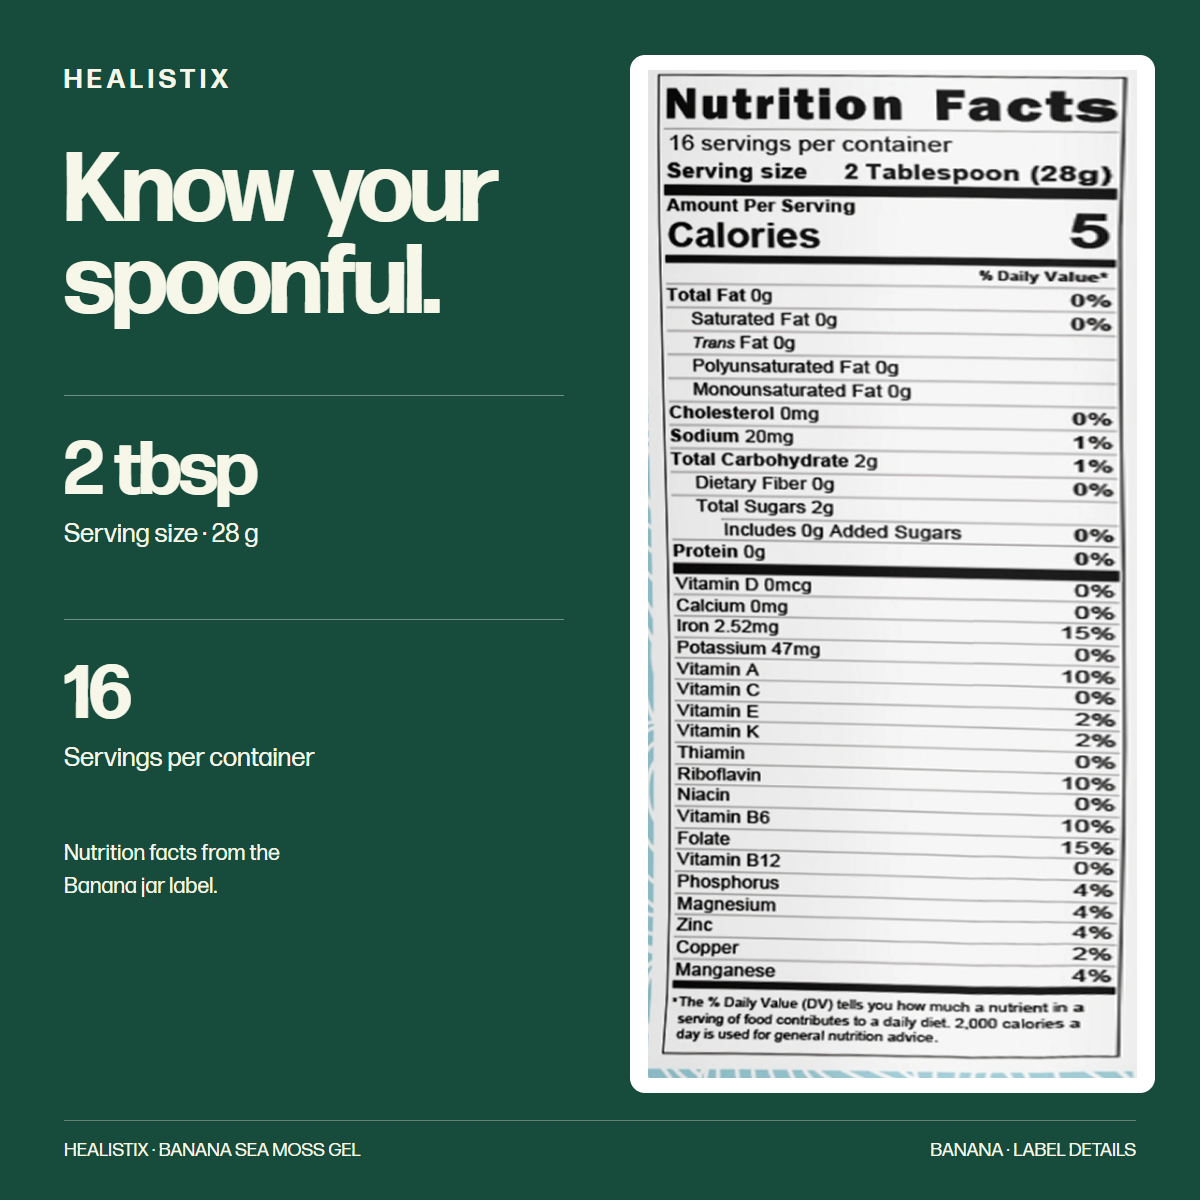 HEALISTIX
Know your
spoonful.
2 tbsp
Serving size · 28 g
16
Servings per container
Nutrition facts from the
Banana jar label.
Nutrition Facts
16 servings per container
Serving size 2 Tablespoon (28g)
Amount Per Serving
Calories 5
% Daily Value*
Total Fat 0g 0%
Saturated Fat 0g 0%
Trans Fat 0g
Polyunsaturated Fat 0g
Monounsaturated Fat 0g
Cholesterol 0mg 0%
Sodium 20mg 1%
Total Carbohydrate 2g 1%
Dietary Fiber 0g 0%
Total Sugars 2g
Includes 0g Added Sugars 0%
Protein 0g 0%
Vitamin D 0mcg 0%
Calcium 0mg 0%
Iron 2.52mg 15%
Potassium 47mg 0%
Vitamin A 10%
Vitamin C 0%
Vitamin E 2%
Vitamin K 2%
Thiamin 0%
Riboflavin 10%
Niacin 0%
Vitamin B6 10%
Folate 15%
Vitamin B12 0%
Phosphorus 4%
Magnesium 4%
Zinc 4%
Copper 2%
Manganese 4%
*The % Daily Value (DV) tells you how much a nutrient in a
serving of food contributes to a daily diet. 2,000 calories a
day is used for general nutrition advice.
HEALISTIX · BANANA SEA MOSS GEL
BANANA · LABEL DETAILS